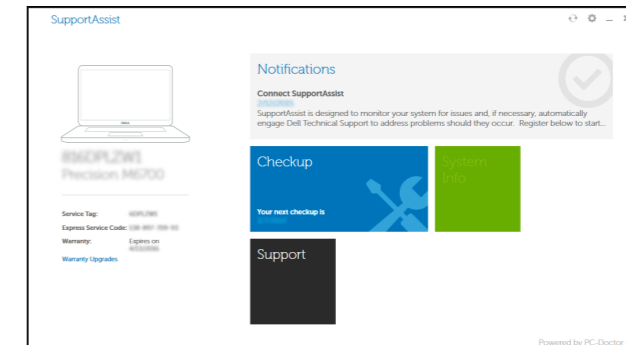 SupportAssist
Notifications
Connect SupportAssist
SupportAssist is designed to monitor your system for issues and, if necessary, automatically
engage Dell Technical Support to address problems should they occur. Register below to start...
Precision M6700
Checkup
System
Info
Your next checkup is
Service Tag:
Express Service Code:
Warranty: Expires on
Warranty Upgrades
Support
Powered by PC-Doctor